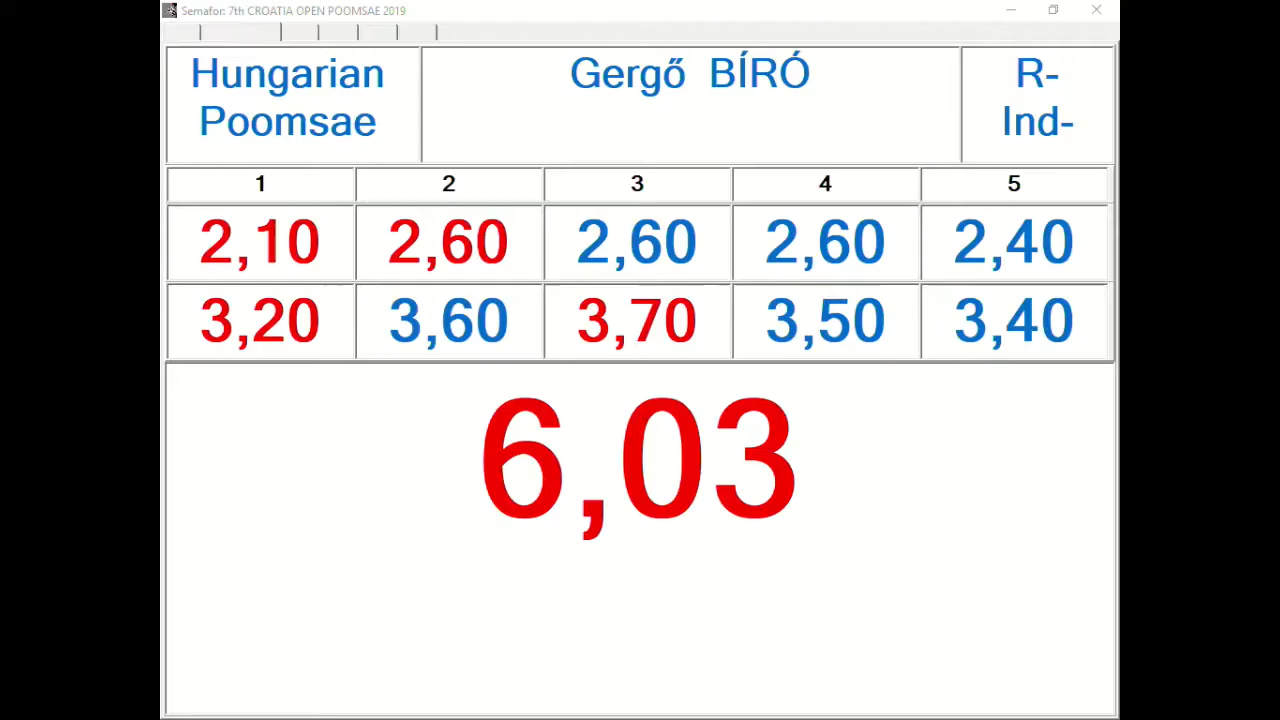 Semafor: 7th CROATIA OPEN POOMSAE 2019
Hungarian
Poomsae
Gergő BÍRÓ
R-
Ind-
1 2 3 4 5
2,10 2,60 2,60 2,60 2,40
3,20 3,60 3,70 3,50 3,40
6,03